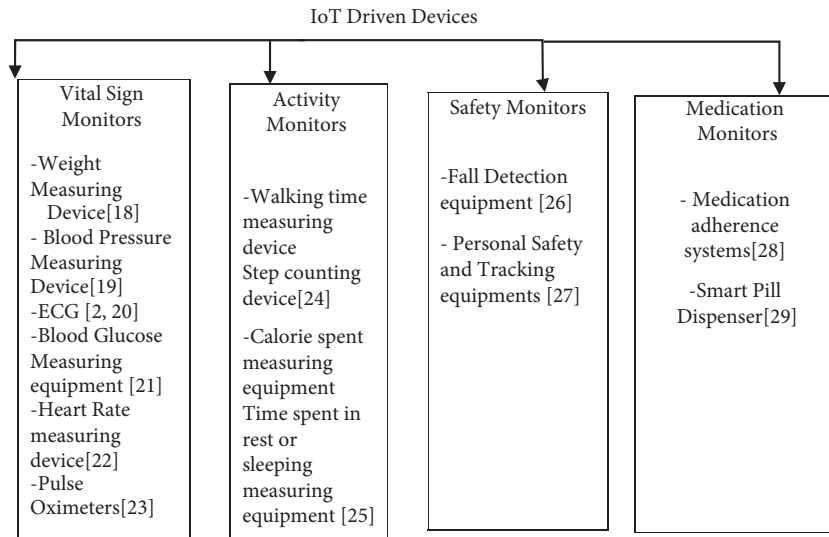 IoT Driven Devices
Vital Sign
Monitors
-Weight
Measuring
Device[18]
- Blood Pressure
Measuring
Device[19]
-ECG [2, 20]
-Blood Glucose
Measuring
equipment [21]
-Heart Rate
measuring
device[22]
-Pulse
Oximeters[23]
Activity
Monitors
-Walking time
measuring
device
Step counting
device[24]
-Calorie spent
measuring
equipment
Time spent in
rest or
sleeping
measuring
equipment [25]
Safety Monitors
-Fall Detection
equipment [26]
- Personal Safety
and Tracking
equipments [27]
Medication
Monitors
- Medication
adherence
systems[28]
-Smart Pill
Dispenser[29]